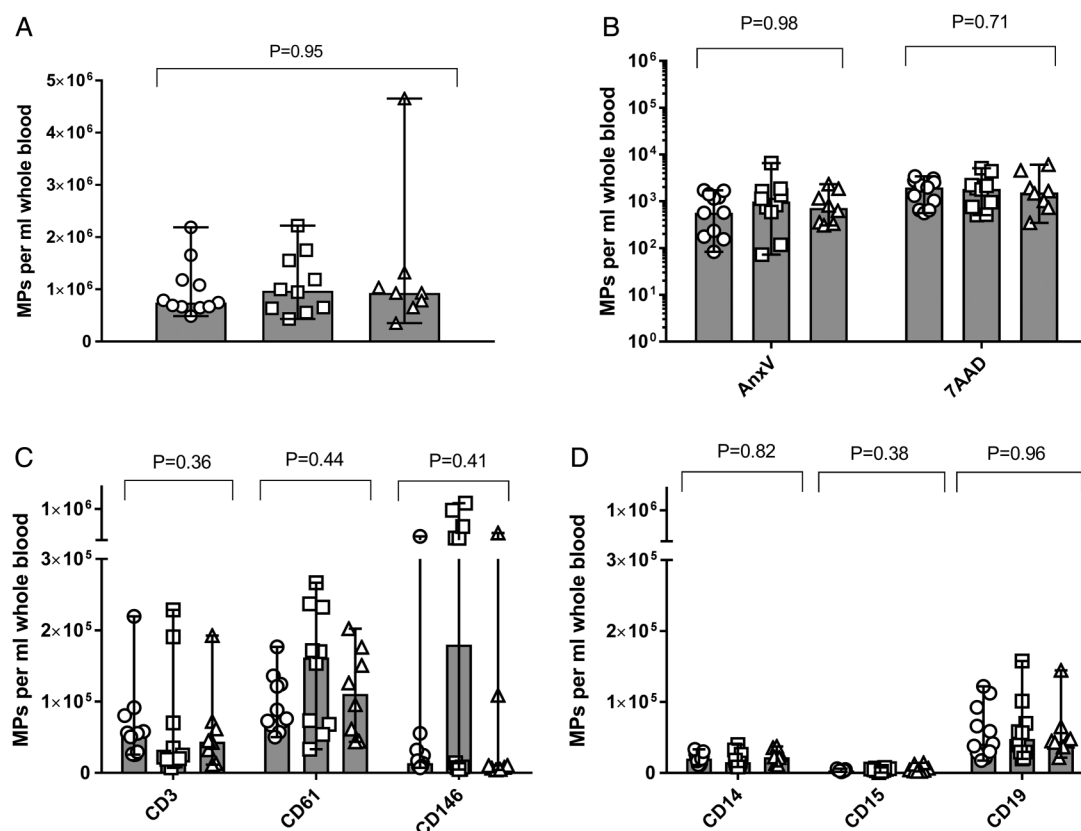 A
P=0.95
MPs per ml whole blood
5×10⁶
4×10⁶
3×10⁶
2×10⁶
1×10⁶
0
B
P=0.98
P=0.71
MPs per ml whole blood
10⁶
10⁵
10⁴
10³
10²
10¹
10⁰
AnxV
7AAD
C
P=0.36
P=0.44
P=0.41
MPs per ml whole blood
1×10⁶
3×10⁵
2×10⁵
1×10⁵
0
CD3
CD61
CD146
D
P=0.82
P=0.38
P=0.96
MPs per ml whole blood
1×10⁶
3×10⁵
2×10⁵
1×10⁵
0
CD14
CD15
CD19